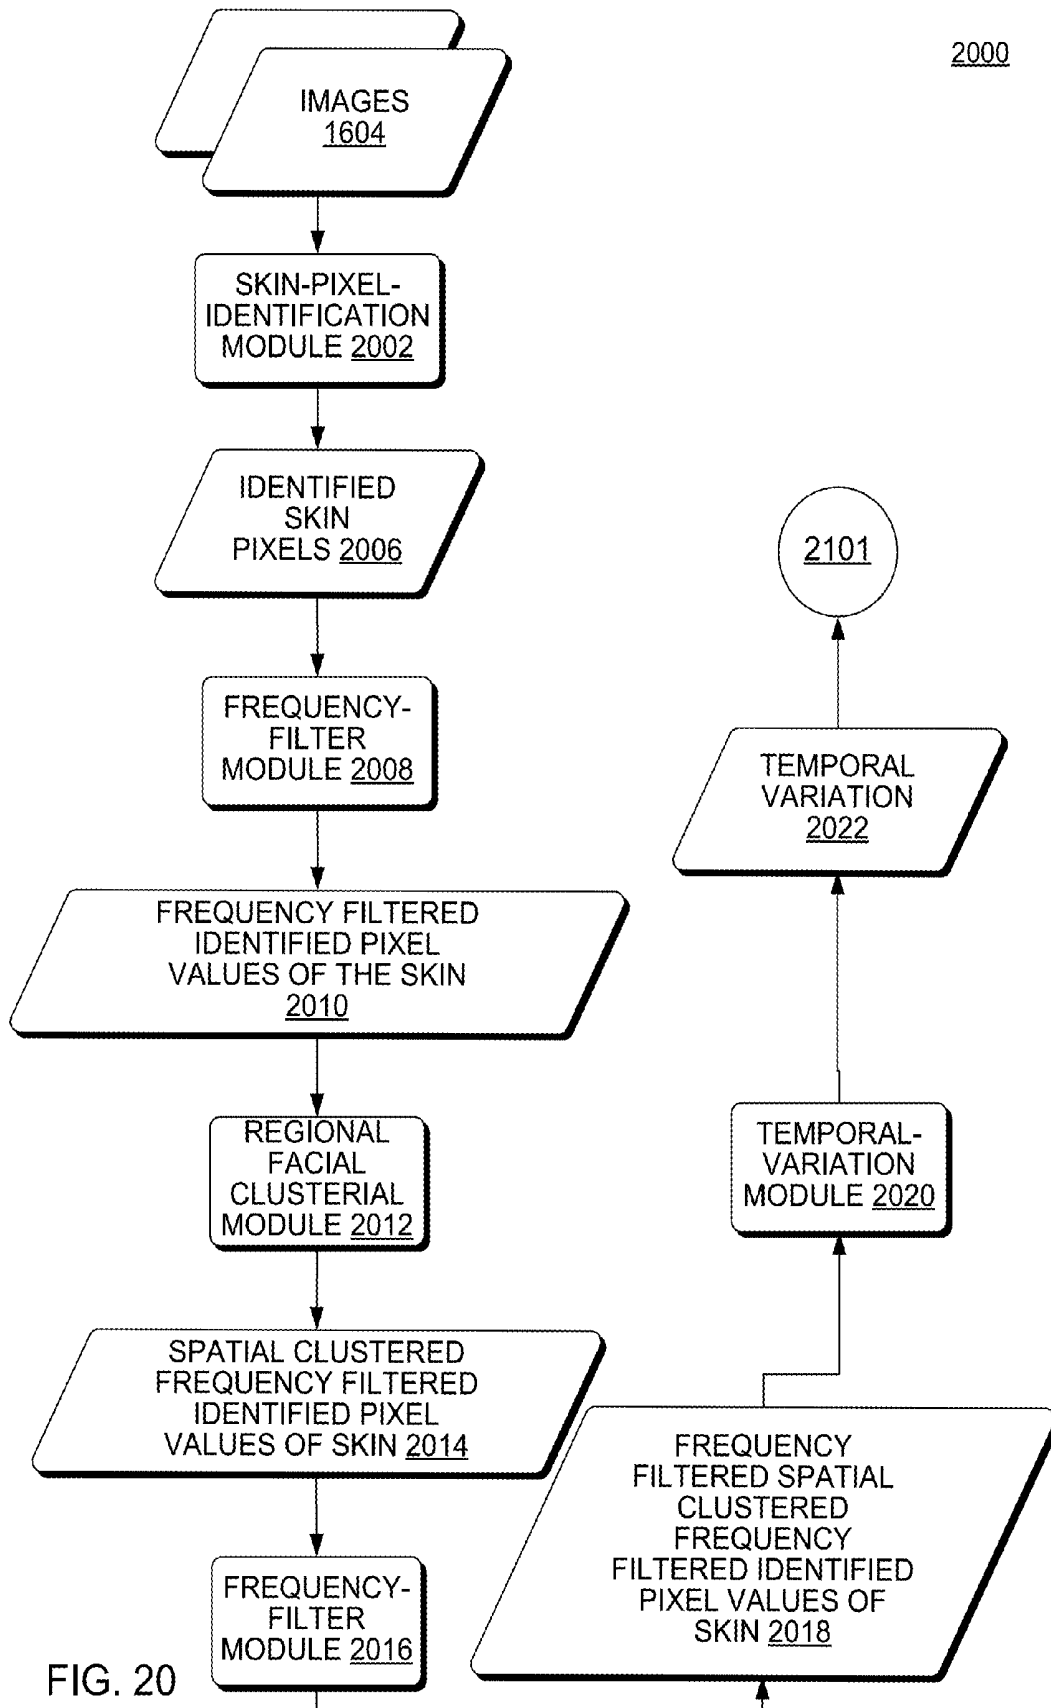 2000
IMAGES
1604
SKIN-PIXEL-
IDENTIFICATION
MODULE 2002
IDENTIFIED
SKIN
PIXELS 2006
FREQUENCY-
FILTER
MODULE 2008
FREQUENCY FILTERED
IDENTIFIED PIXEL
VALUES OF THE SKIN
2010
REGIONAL
FACIAL
CLUSTERIAL
MODULE 2012
SPATIAL CLUSTERED
FREQUENCY FILTERED
IDENTIFIED PIXEL
VALUES OF SKIN 2014
FREQUENCY-
FILTER
MODULE 2016
FREQUENCY
FILTERED SPATIAL
CLUSTERED
FREQUENCY
FILTERED IDENTIFIED
PIXEL VALUES OF
SKIN 2018
TEMPORAL-
VARIATION
MODULE 2020
TEMPORAL
VARIATION
2022
2101
FIG. 20